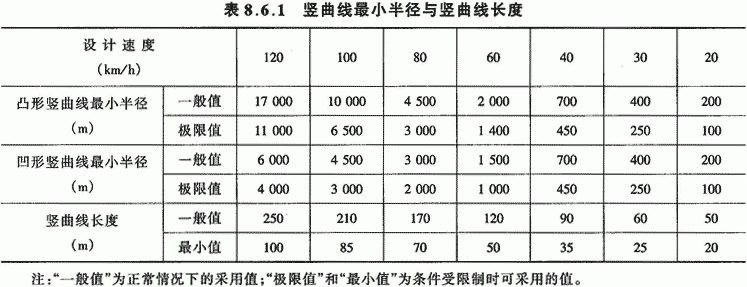 表 8.6.1 竖曲线最小半径与竖曲线长度
设计速度 120 100 80 60 40 30 20
(km/h)
凸形竖曲线最小半径 一般值 17 000 10 000 4 500 2 000 700 400 200
(m) 极限值 11 000 6 500 3 000 1 400 450 250 100
凹形竖曲线最小半径 一般值 6 000 4 500 3 000 1 500 700 400 200
(m) 极限值 4 000 3 000 2 000 1 000 450 250 100
竖曲线长度 一般值 250 210 170 120 90 60 50
(m) 最小值 100 85 70 50 35 25 20
注:“一般值”为正常情况下的采用值;“极限值”和“最小值”为条件受限制时可采用的值。